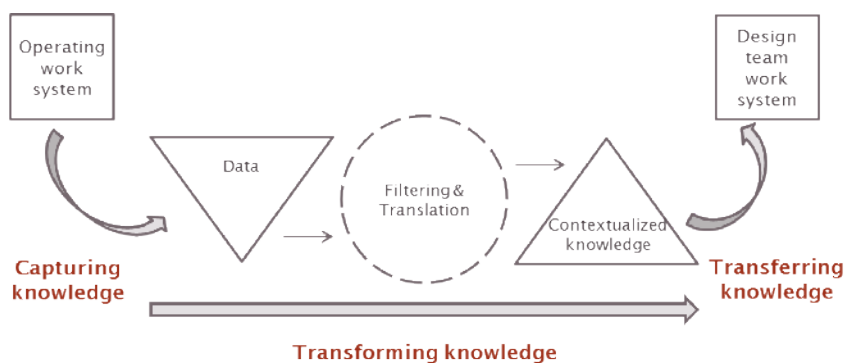 Operating
work
system
Design
team
work
system
Data
Filtering &
Translation
Contextualized
knowledge
Capturing
knowledge
Transferring
knowledge
Transforming knowledge